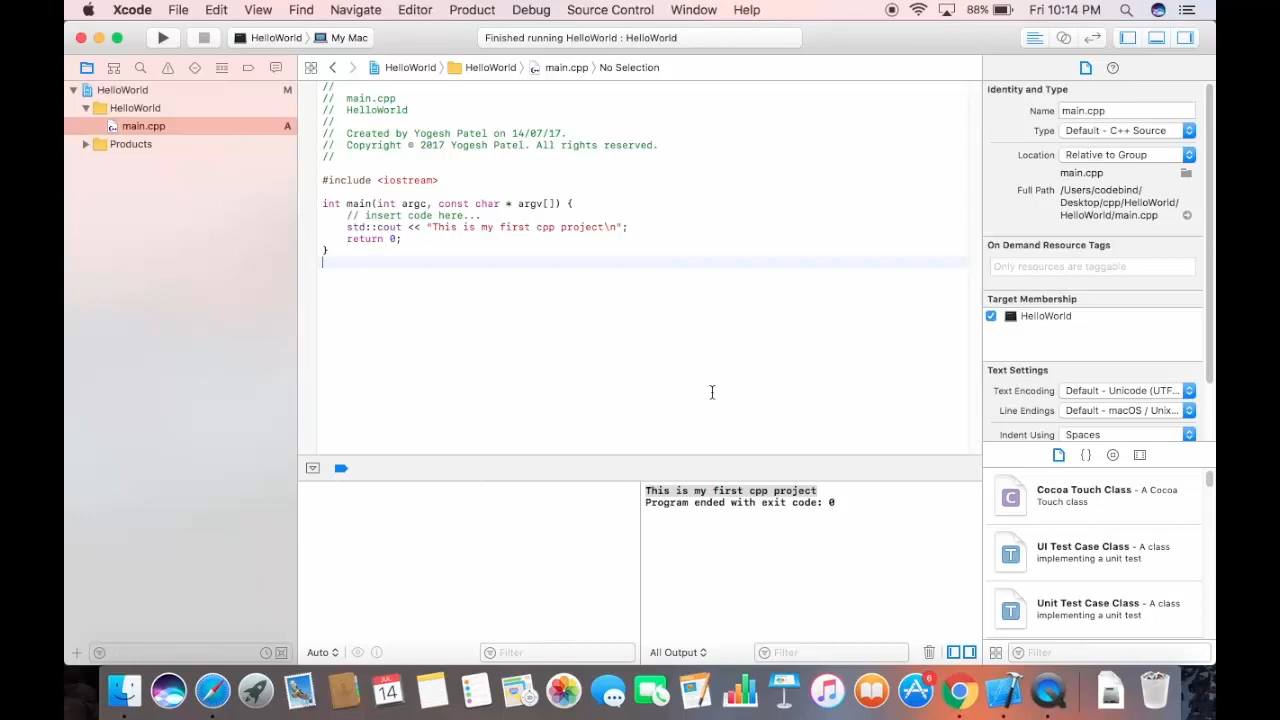 Xcode File Edit View Find Navigate Editor Product Debug Source Control Window Help 88% Fri 10:14 PM
HelloWorld My Mac Finished running HelloWorld : HelloWorld
HelloWorld HelloWorld main.cpp No Selection
HelloWorld M
HelloWorld
main.cpp A
Products
//
// main.cpp
// HelloWorld
//
// Created by Yogesh Patel on 14/07/17.
// Copyright © 2017 Yogesh Patel. All rights reserved.
//
#include <iostream>
int main(int argc, const char * argv[]) {
// insert code here...
std::cout << "This is my first cpp project\n";
return 0;
}
Identity and Type
Name main.cpp
Type Default - C++ Source
Location Relative to Group
main.cpp
Full Path /Users/codebind/
Desktop/cpp/HelloWorld/
HelloWorld/main.cpp
On Demand Resource Tags
Only resources are taggable
Target Membership
HelloWorld
Text Settings
Text Encoding Default - Unicode (UTF...
Line Endings Default - macOS / Unix...
Indent Using Spaces
{ }
C Cocoa Touch Class - A Cocoa
Touch class
T UI Test Case Class - A class
implementing a unit test
T Unit Test Case Class - A class
implementing a unit test
This is my first cpp project
Program ended with exit code: 0
Auto Filter All Output Filter Filter
JUL
14
6